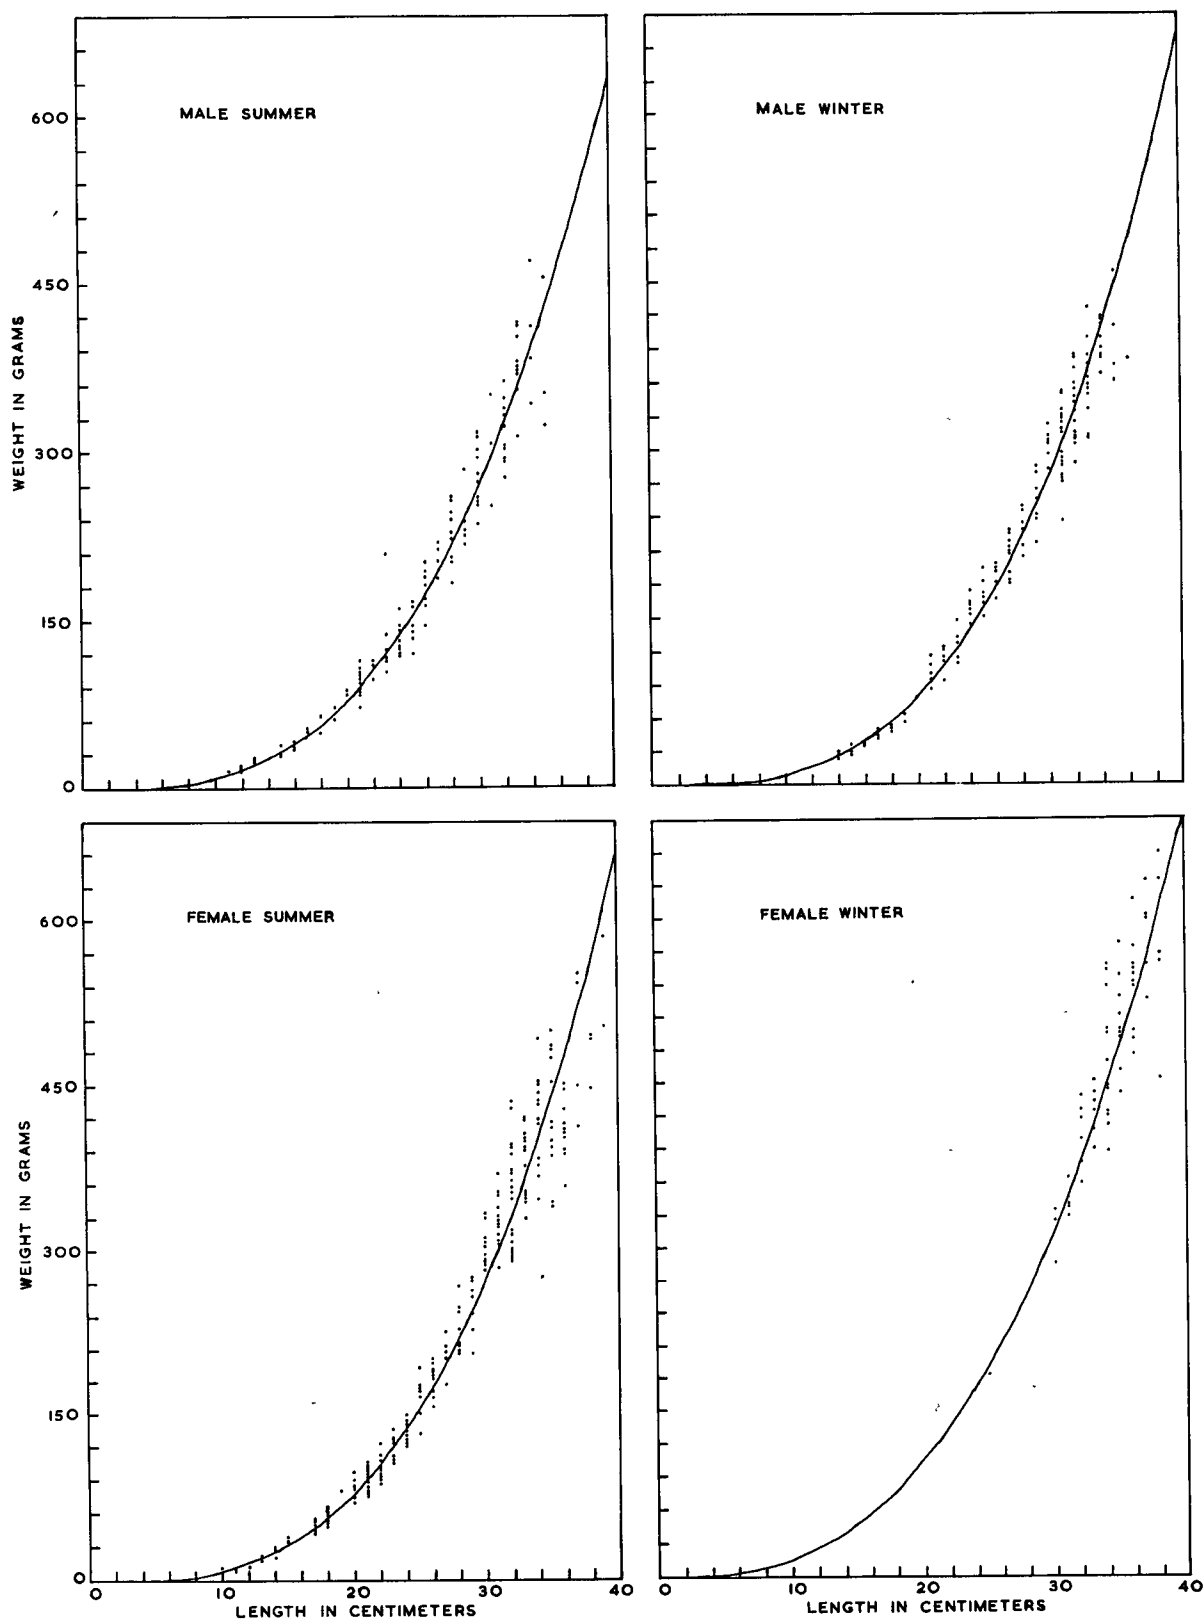 MALE SUMMER
MALE WINTER
600
450
300
150
0
WEIGHT IN GRAMS
FEMALE SUMMER
FEMALE WINTER
600
450
300
150
0
WEIGHT IN GRAMS
0 10 20 30 40
LENGTH IN CENTIMETERS
0 10 20 30 40
LENGTH IN CENTIMETERS